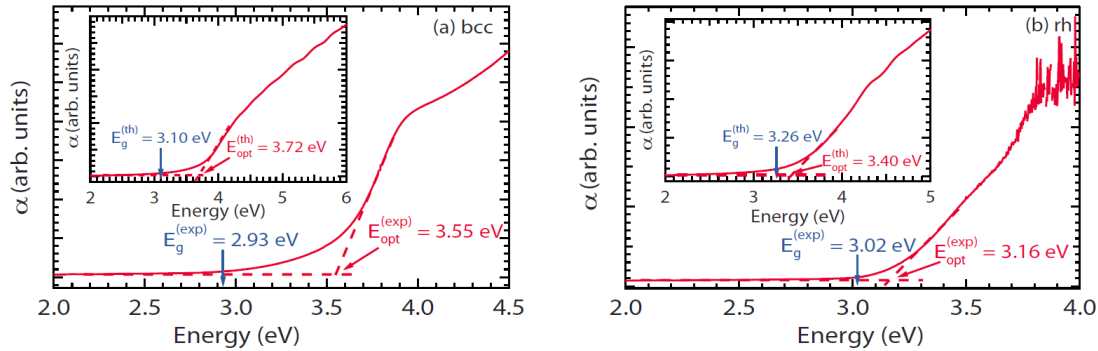 (a) bcc
α (arb. units)
α (arb. units)
E_g^(th) = 3.10 eV
E_opt^(th) = 3.72 eV
2 3 4 5 6
Energy (eV)
E_g^(exp) = 2.93 eV
E_opt^(exp) = 3.55 eV
2.0 2.5 3.0 3.5 4.0 4.5
Energy (eV)
(b) rh
α (arb. units)
α (arb. units)
E_g^(th) = 3.26 eV
E_opt^(th) = 3.40 eV
2 3 4 5
Energy (eV)
E_g^(exp) = 3.02 eV
E_opt^(exp) = 3.16 eV
2.0 2.5 3.0 3.5 4.0
Energy (eV)